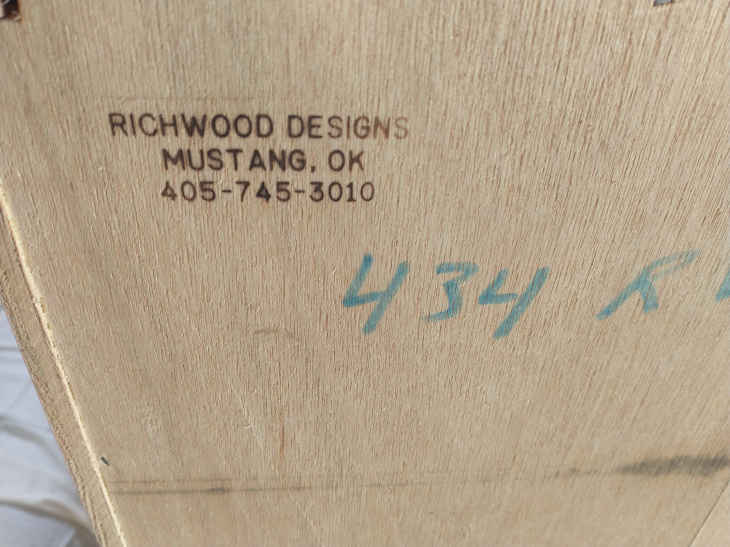 RICHWOOD DESIGNS
MUSTANG, OK
405-745-3010
434 R